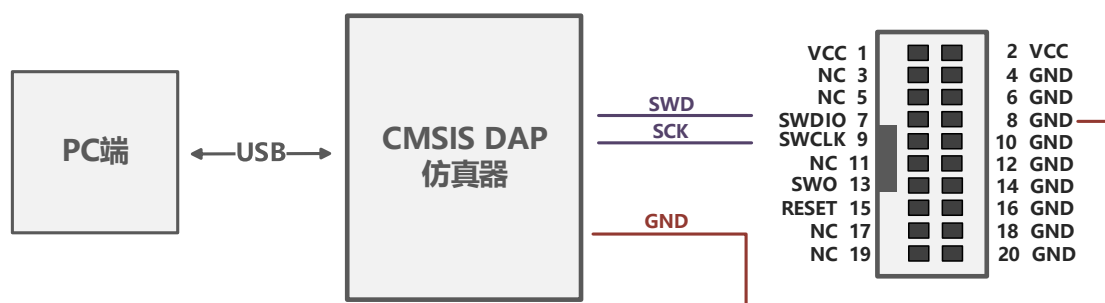 PC端
USB
CMSIS DAP
仿真器
SWD
SCK
GND
VCC 1
NC 3
NC 5
SWDIO 7
SWCLK 9
NC 11
SWO 13
RESET 15
NC 17
NC 19
2 VCC
4 GND
6 GND
8 GND
10 GND
12 GND
14 GND
16 GND
18 GND
20 GND